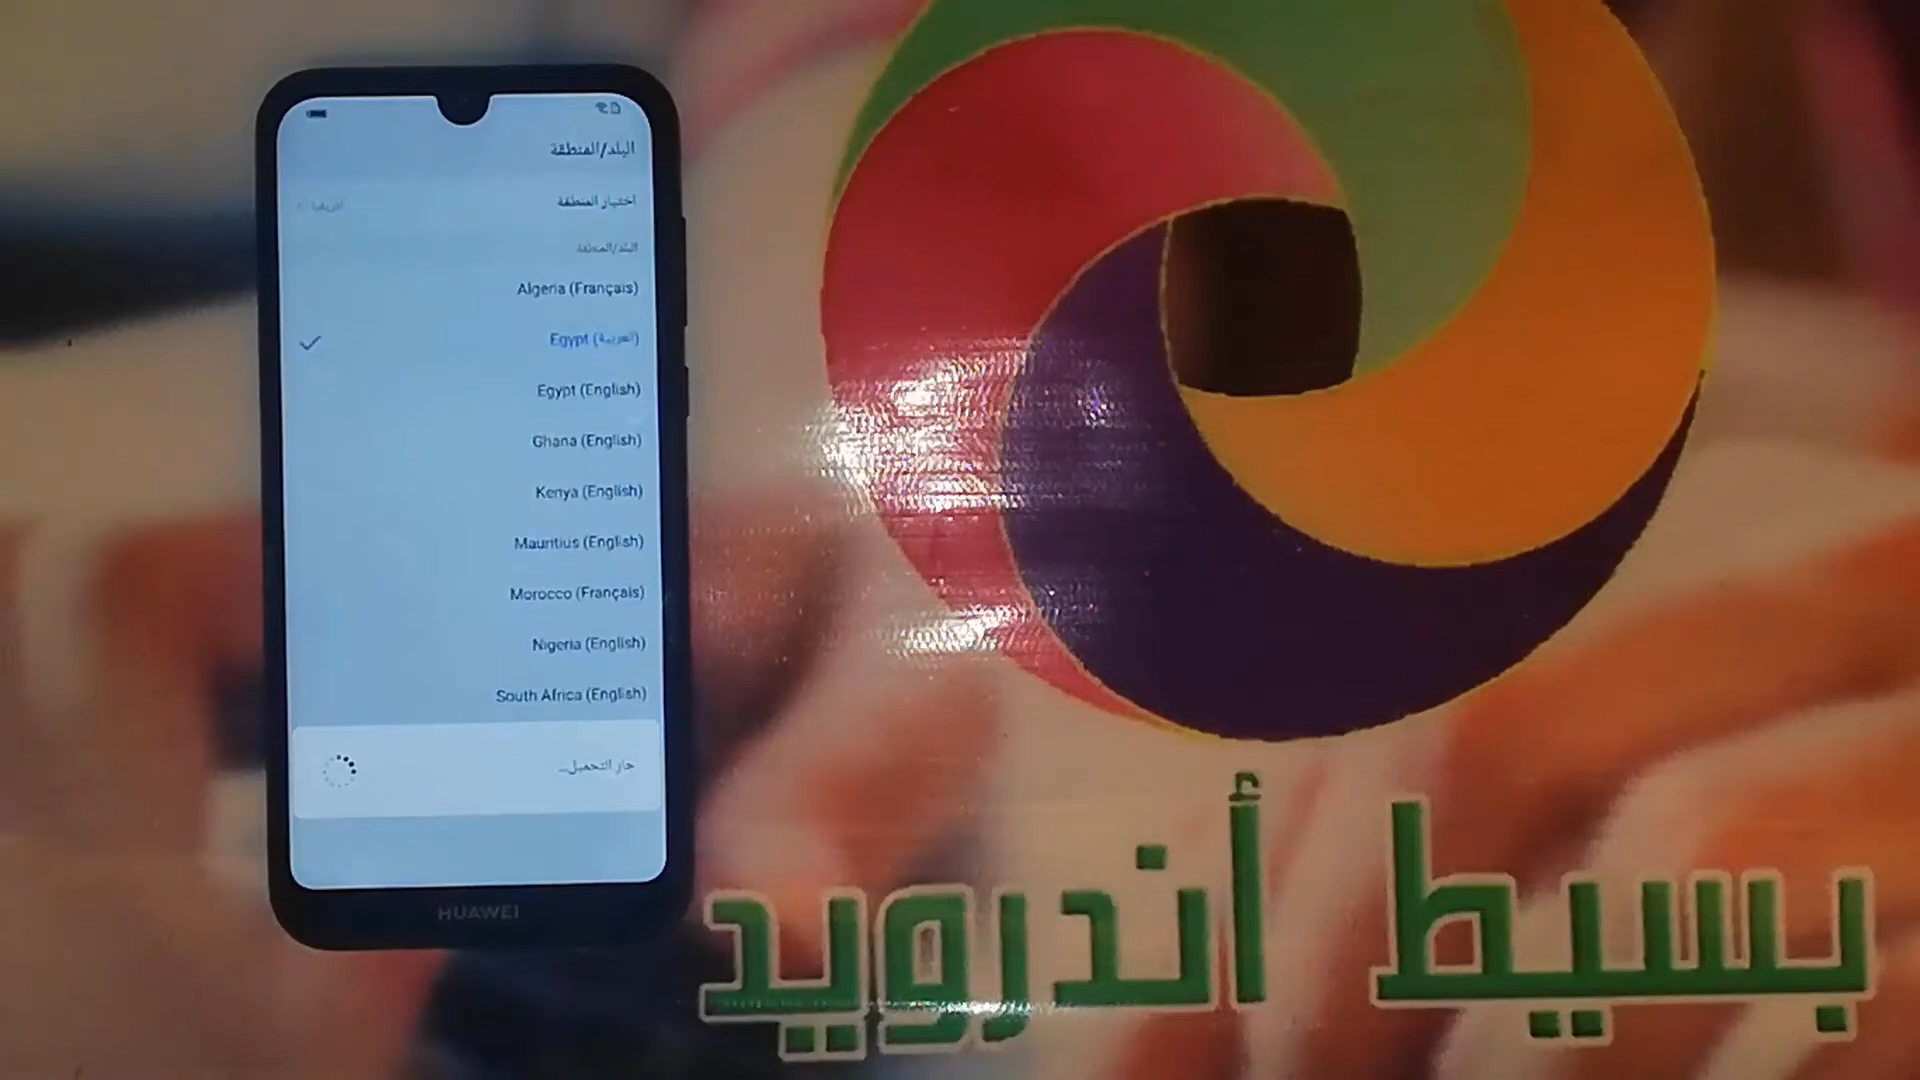 البلد/المنطقة
اختيار المنطقة
أفريقيا
البلد/المنطقة
Algeria (Français)
Egypt (العربية)
Egypt (English)
Ghana (English)
Kenya (English)
Mauritius (English)
Morocco (Français)
Nigeria (English)
South Africa (English)
جار التحميل...
HUAWEI
بسيط أندرويد